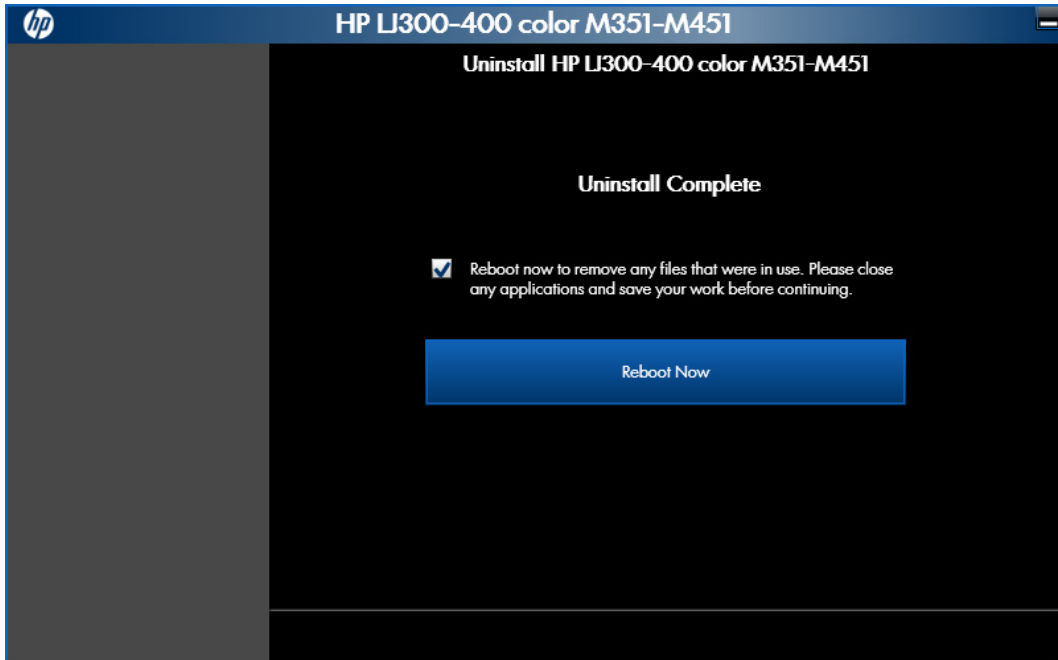 hp
HP LJ300-400 color M351-M451
Uninstall HP LJ300-400 color M351-M451
Uninstall Complete
Reboot now to remove any files that were in use. Please close
any applications and save your work before continuing.
Reboot Now